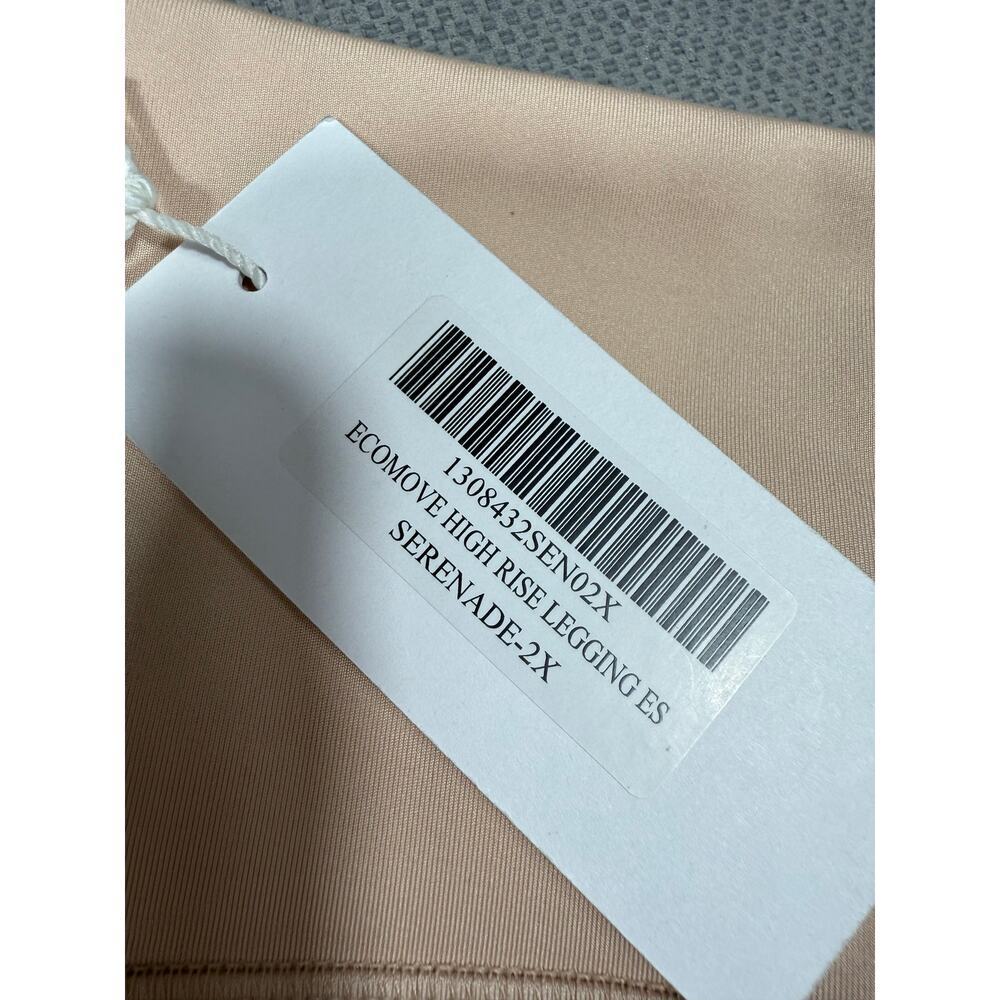 1308432SEN02X
ECOMOVE HIGH RISE LEGGING ES
SERENADE-2X